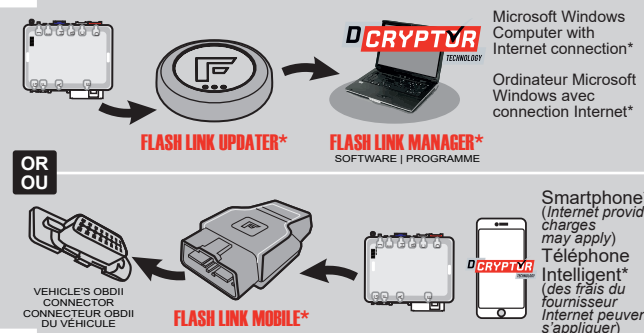 DCRYPTOR
TECHNOLOGY
Microsoft Windows
Computer with
Internet connection*
Ordinateur Microsoft
Windows avec
connection Internet*
FLASH LINK UPDATER*
FLASH LINK MANAGER*
SOFTWARE | PROGRAMME
OR
OU
VEHICLE'S OBDII
CONNECTOR
CONNECTEUR OBDII
DU VÉHICULE
FLASH LINK MOBILE*
DCRYPTOR
Smartphone
(Internet provid
charges
may apply)
Téléphone
Intelligent*
(des frais du
fournisseur
Internet peuver
s'appliquer)